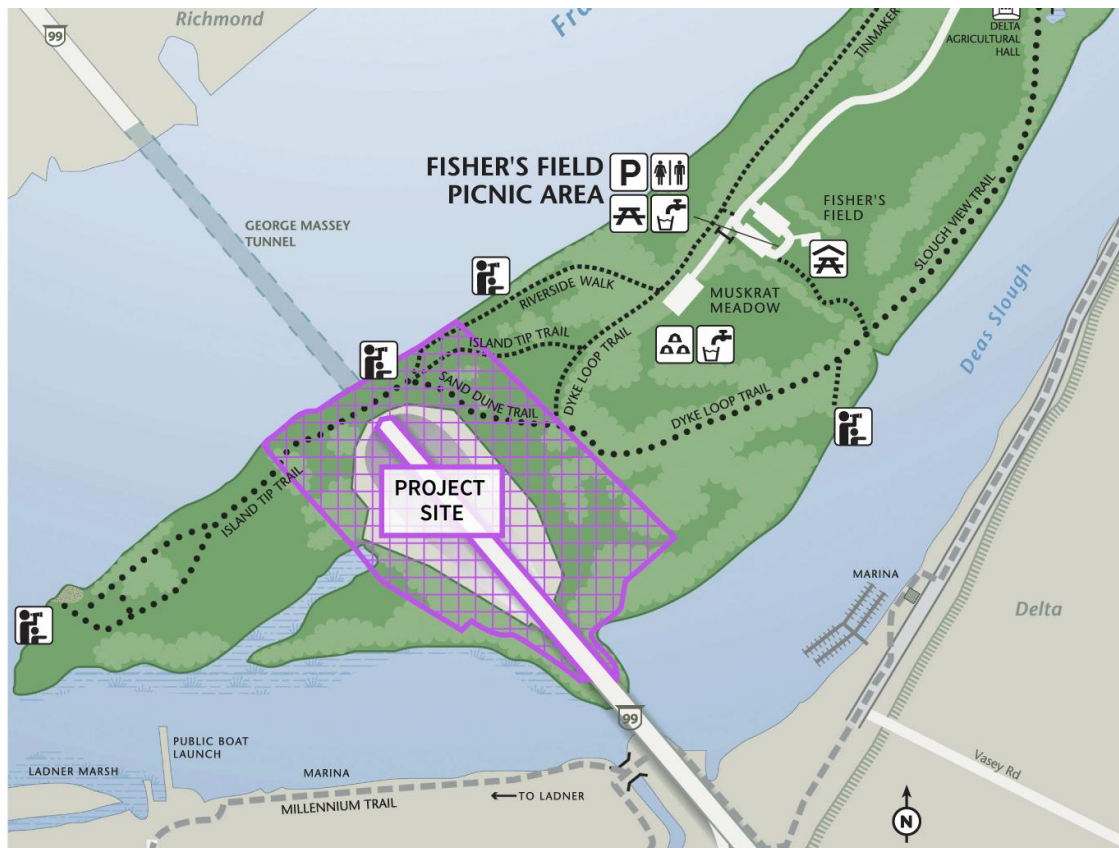 Richmond
99
Fra
TINMAKER
DELTA
AGRICULTURAL
HALL
FISHER'S FIELD
PICNIC AREA
P
GEORGE MASSEY
TUNNEL
FISHER'S
FIELD
SLOUGH VIEW TRAIL
Deas Slough
RIVERSIDE WALK
MUSKRAT
MEADOW
ISLAND TIP TRAIL
DYKE LOOP TRAIL
SAND DUNE TRAIL
DYKE LOOP TRAIL
PROJECT
SITE
ISLAND TIP TRAIL
MARINA
Delta
99
PUBLIC BOAT
LAUNCH
LADNER MARSH
MARINA
Vasey Rd
TO LADNER
MILLENNIUM TRAIL
N